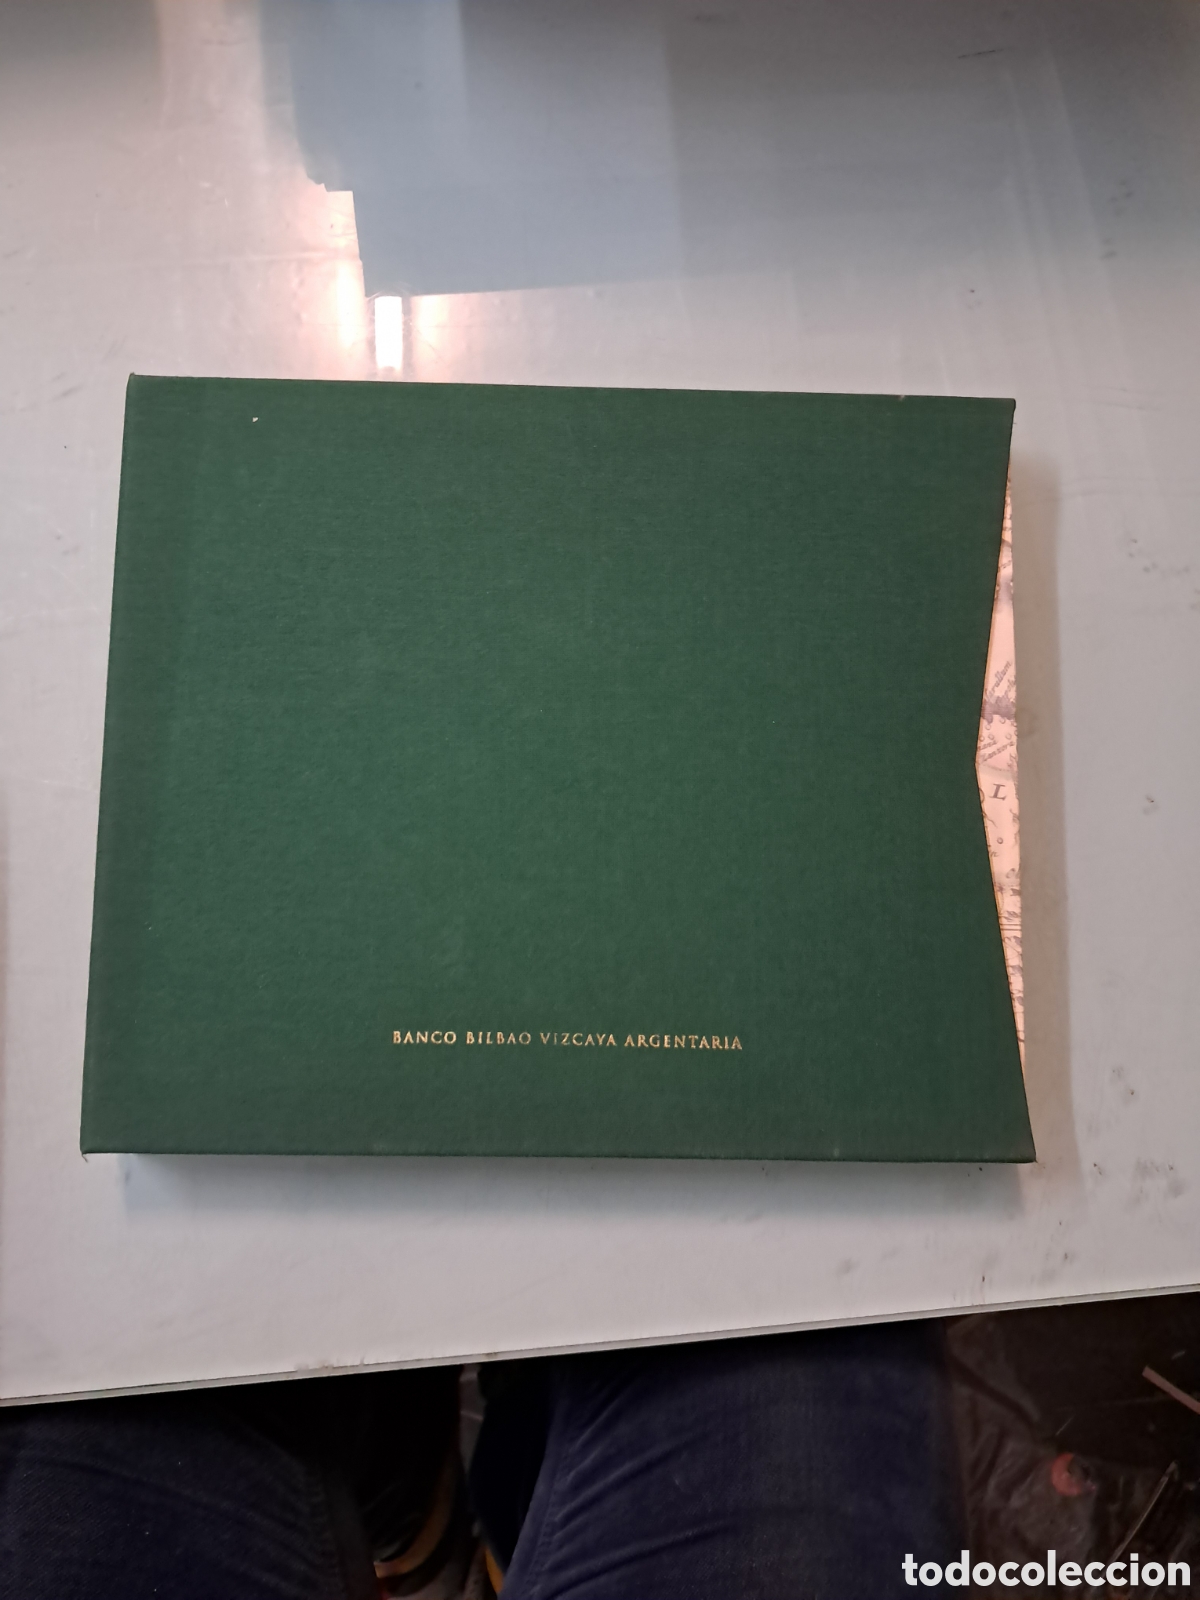 BANCO BILBAO VIZCAYA ARGENTARIA
L
todocoleccion